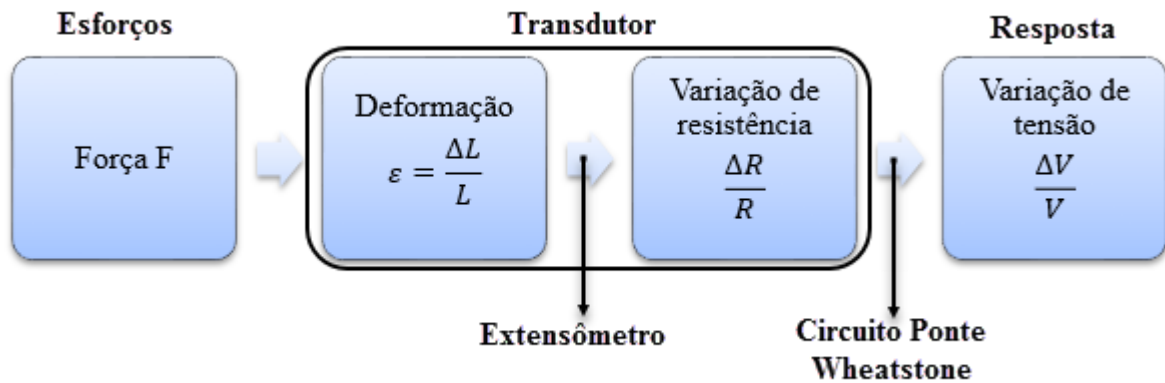 Esforços
Transdutor
Resposta
Força F
Deformação
ε = ΔL/L
Variação de
resistência
ΔR/R
Variação de
tensão
ΔV/V
Extensômetro
Circuito Ponte
Wheatstone